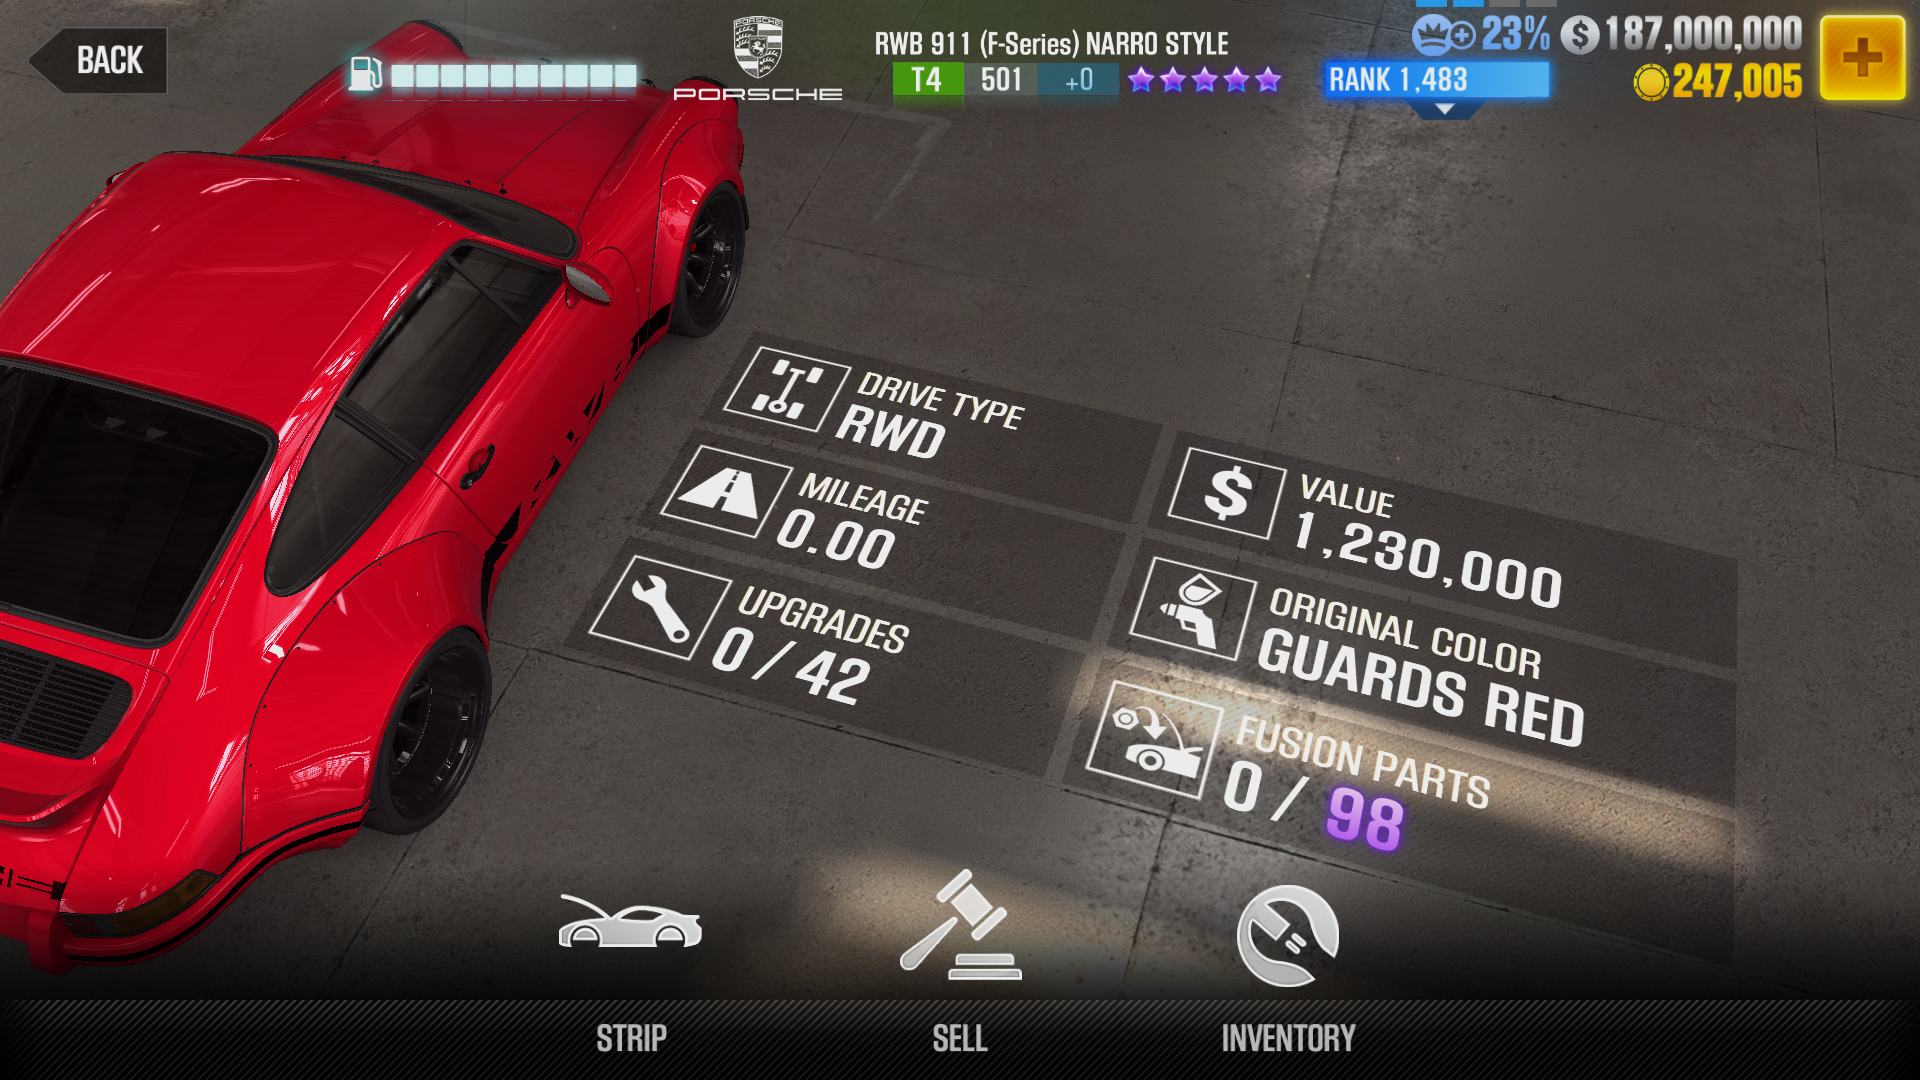 BACK
PORSCHE
PORSCHE
RWB 911 (F-Series) NARRO STYLE
T4
501
+0
23%
187,000,000
RANK 1,483
247,005
DRIVE TYPE
RWD
MILEAGE
0.00
UPGRADES
0/42
VALUE
1,230,000
ORIGINAL COLOR
GUARDS RED
FUSION PARTS
0/ 98
STRIP
SELL
INVENTORY